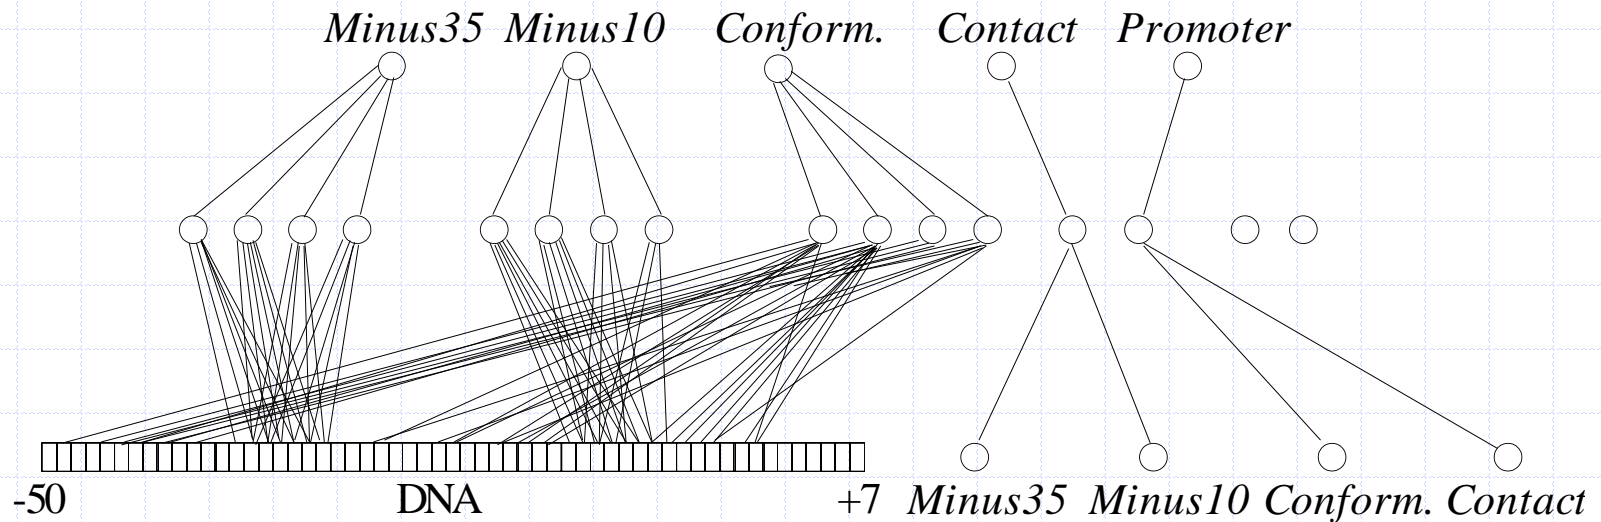 Minus35 Minus10 Conform. Contact Promoter
-50 DNA +7 Minus35 Minus10 Conform. Contact